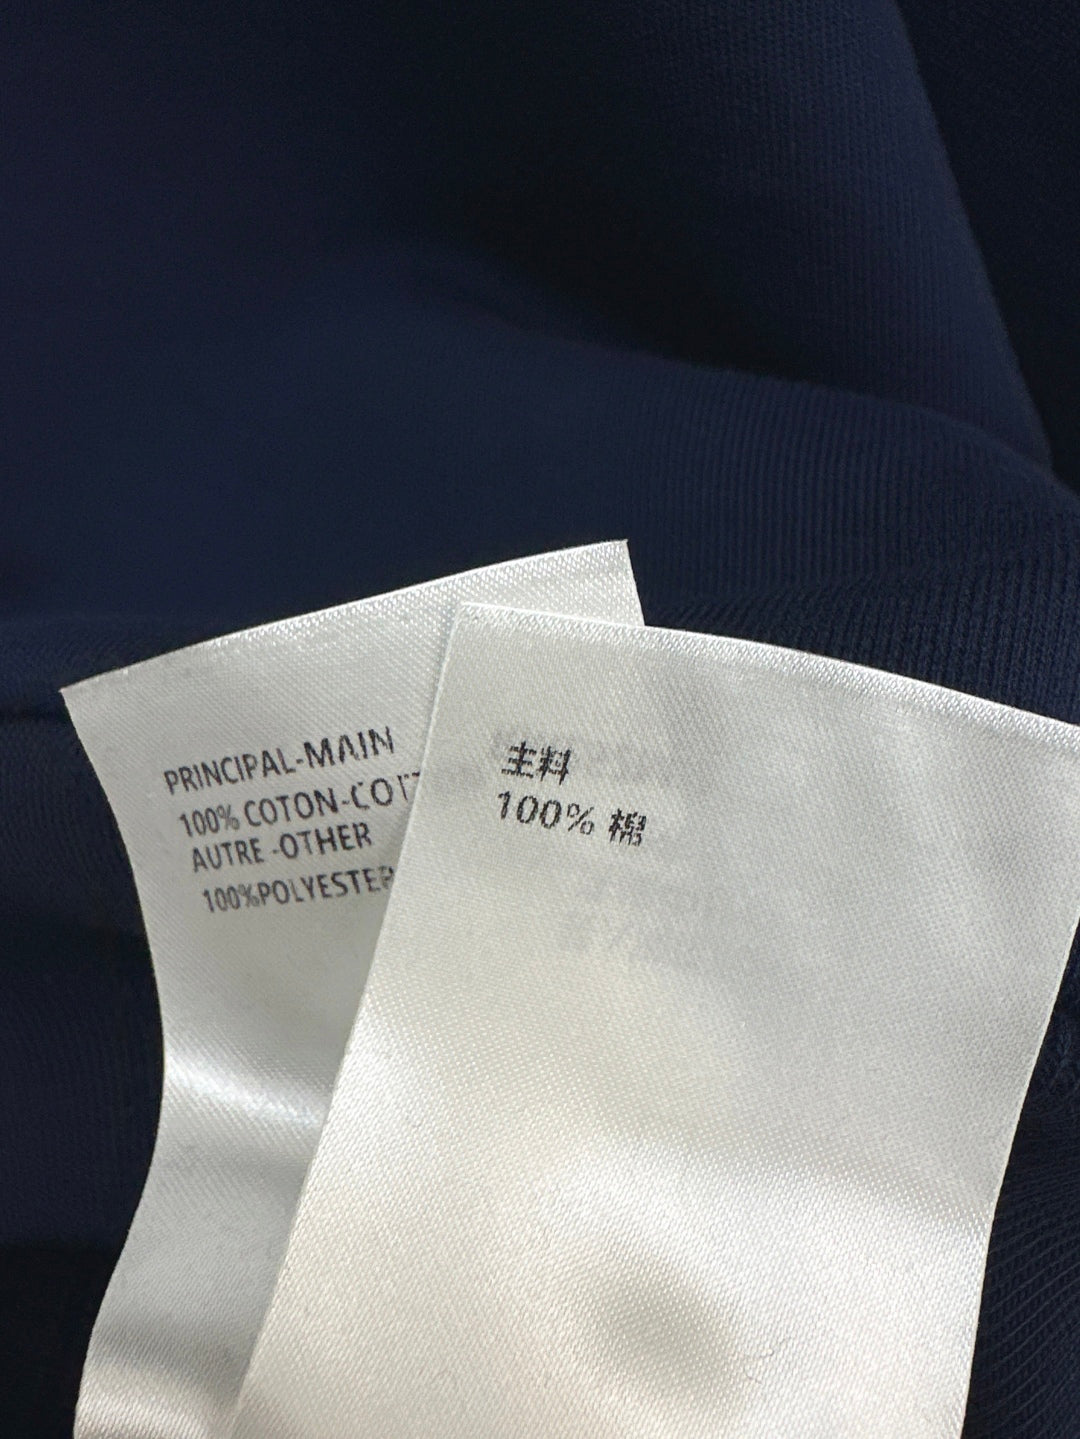 PRINCIPAL-MAIN
100% COTON-COT
AUTRE -OTHER
100%POLYESTER
主料
100% 棉